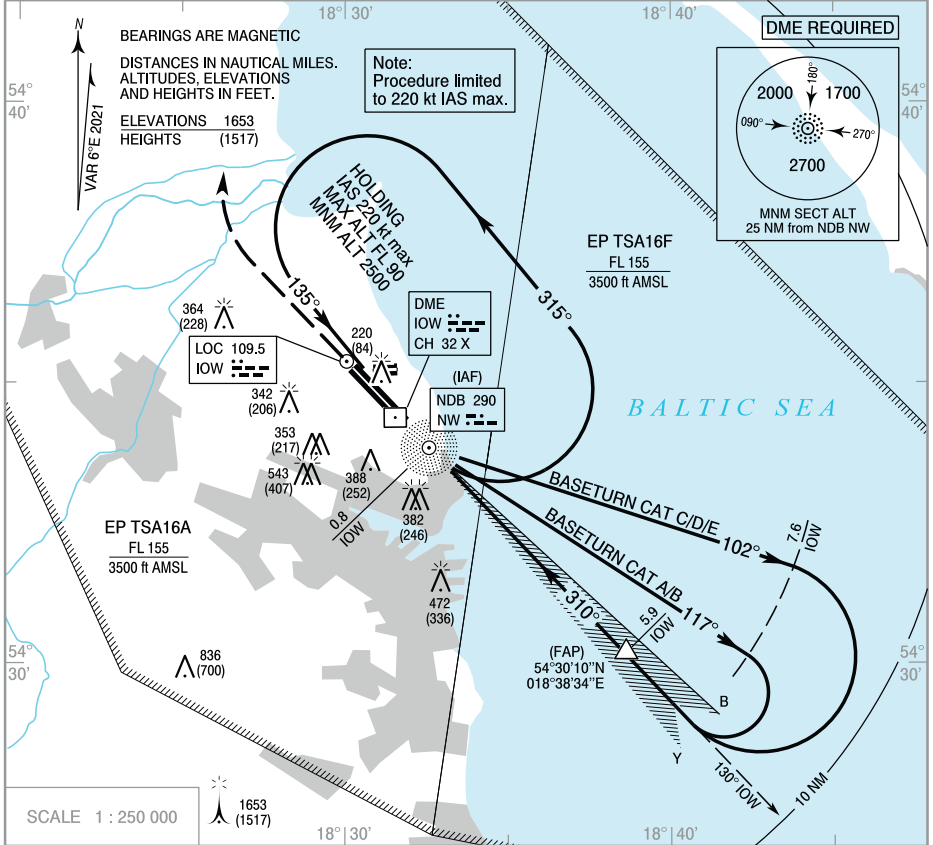 18°30'
18°40'
N
VAR 6°E 2021
BEARINGS ARE MAGNETIC
DISTANCES IN NAUTICAL MILES.
ALTITUDES, ELEVATIONS
AND HEIGHTS IN FEET.
ELEVATIONS 1653
HEIGHTS (1517)
Note:
Procedure limited
to 220 kt IAS max.
DME REQUIRED
180°
2000
1700
090°
270°
2700
MNM SECT ALT
25 NM from NDB NW
54°
40'
54°
40'
HOLDING
IAS 220 kt max
MAX ALT FL 90
MNM ALT 2500
135°
315°
EP TSA16F
FL 155
3500 ft AMSL
364
(228)
LOC 109.5
IOW
220
(84)
DME
IOW
CH 32 X
(IAF)
NDB 290
NW
342
(206)
353
(217)
543
(407)
388
(252)
382
(246)
0.8
IOW
BALTIC SEA
BASETURN CAT C/D/E
102°
BASETURN CAT A/B
117°
7.6
IOW
EP TSA16A
FL 155
3500 ft AMSL
472
(336)
310°
5.9
IOW
(FAP)
54°30'10"N
018°38'34"E
836
(700)
54°
30'
B
Y
130° IOW
10 NM
1653
(1517)
SCALE 1 : 250 000
18°30'
18°40'